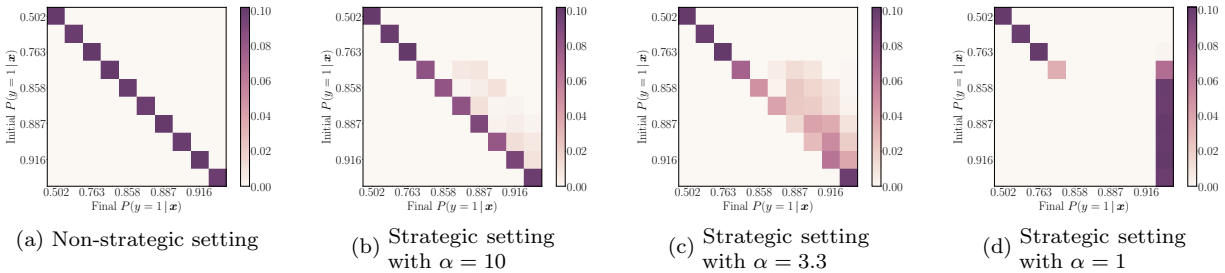 Initial P(y = 1 | x)
0.502
0.763
0.858
0.887
0.916
0.502 0.763 0.858 0.887 0.916
Final P(y = 1 | x)
0.10
0.08
0.06
0.04
0.02
0.00
(a) Non-strategic setting
Initial P(y = 1 | x)
0.502
0.763
0.858
0.887
0.916
0.502 0.763 0.858 0.887 0.916
Final P(y = 1 | x)
0.10
0.08
0.06
0.04
0.02
0.00
(b) Strategic setting
with α = 10
Initial P(y = 1 | x)
0.502
0.763
0.858
0.887
0.916
0.502 0.763 0.858 0.887 0.916
Final P(y = 1 | x)
0.10
0.08
0.06
0.04
0.02
0.00
(c) Strategic setting
with α = 3.3
Initial P(y = 1 | x)
0.502
0.763
0.858
0.887
0.916
0.502 0.763 0.858 0.887 0.916
Final P(y = 1 | x)
0.10
0.08
0.06
0.04
0.02
0.00
(d) Strategic setting
with α = 1